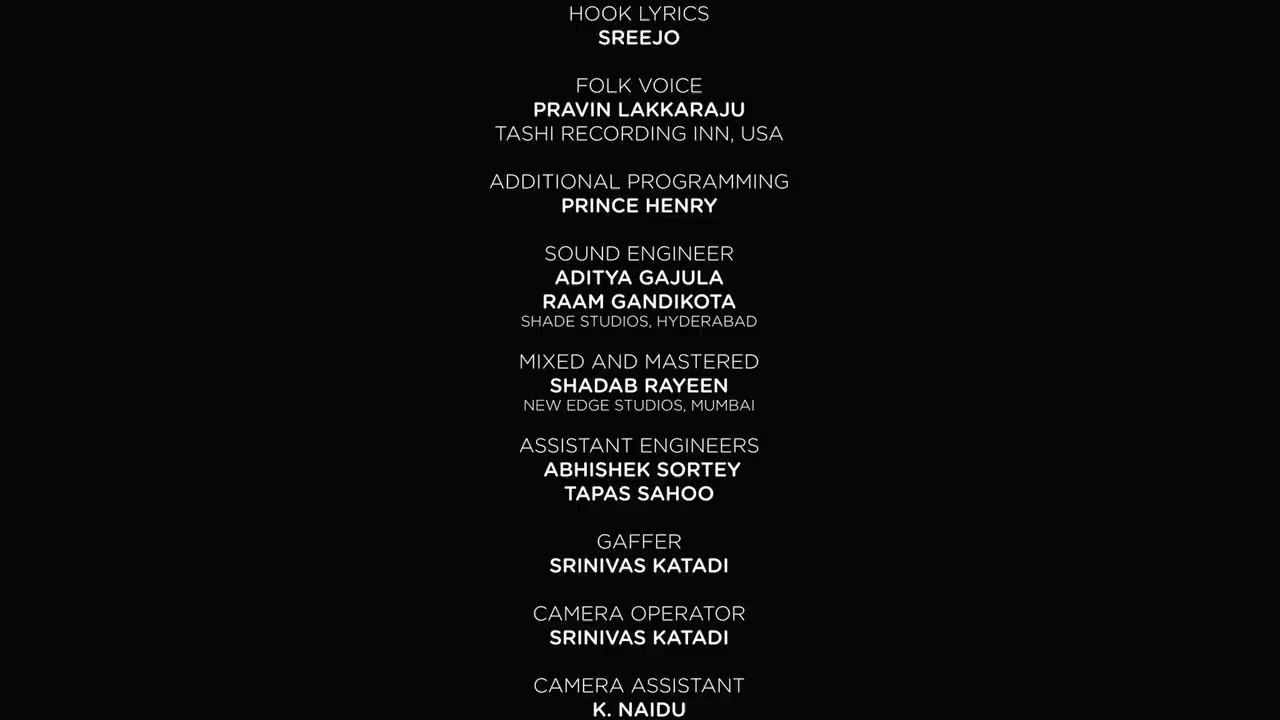 HOOK LYRICS
SREEJO
FOLK VOICE
PRAVIN LAKKARAJU
TASHI RECORDING INN, USA
ADDITIONAL PROGRAMMING
PRINCE HENRY
SOUND ENGINEER
ADITYA GAJULA
RAAM GANDIKOTA
SHADE STUDIOS, HYDERABAD
MIXED AND MASTERED
SHADAB RAYEEN
NEW EDGE STUDIOS, MUMBAI
ASSISTANT ENGINEERS
ABHISHEK SORTEY
TAPAS SAHOO
GAFFER
SRINIVAS KATADI
CAMERA OPERATOR
SRINIVAS KATADI
CAMERA ASSISTANT
K. NAIDU